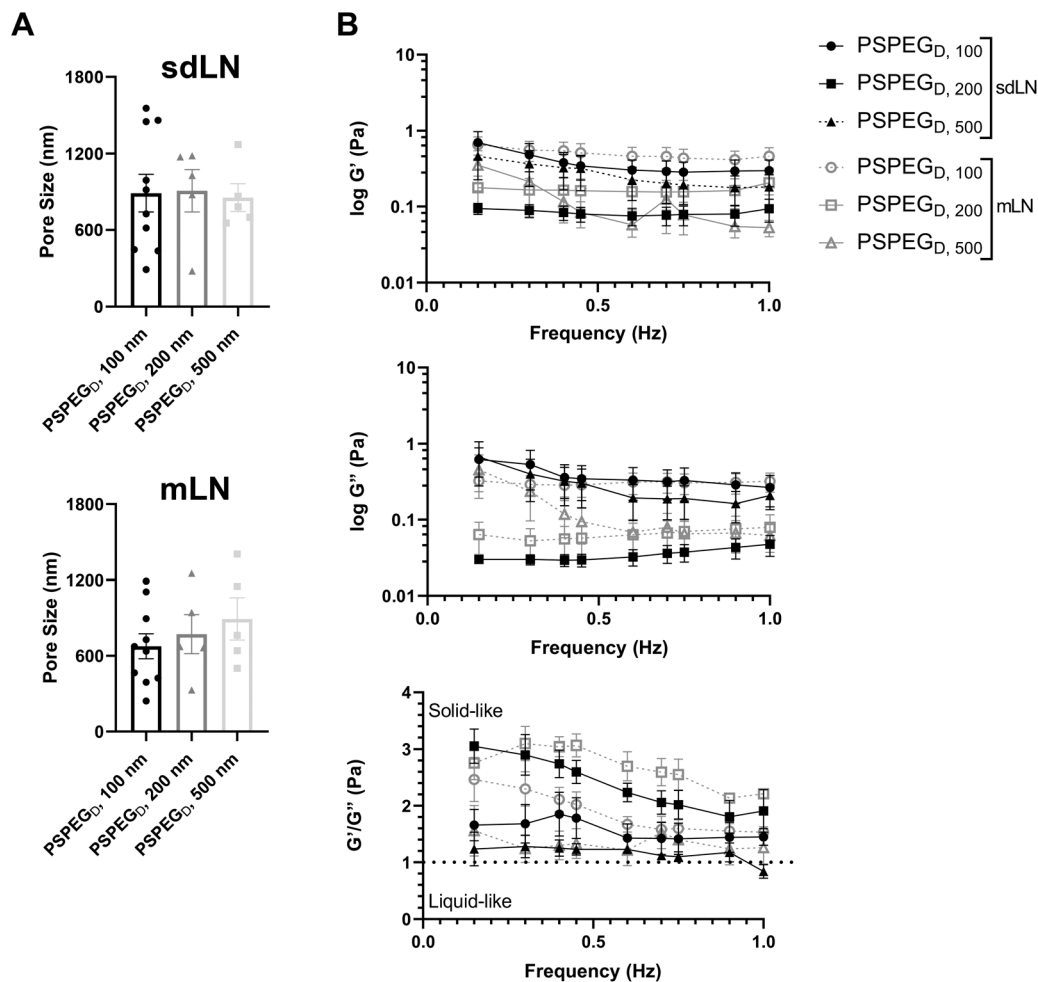 A
sdLN
Pore Size (nm)
1800
1200
600
0
PSPEGD, 100 nm
PSPEGD, 200 nm
PSPEGD, 500 nm
mLN
Pore Size (nm)
1800
1200
600
0
PSPEGD, 100 nm
PSPEGD, 200 nm
PSPEGD, 500 nm
B
log G' (Pa)
10
1
0.1
0.01
0.0
0.5
1.0
Frequency (Hz)
PSPEGD, 100
PSPEGD, 200
PSPEGD, 500
sdLN
PSPEGD, 100
PSPEGD, 200
PSPEGD, 500
mLN
log G" (Pa)
10
1
0.1
0.01
0.0
0.5
1.0
Frequency (Hz)
G'/G" (Pa)
4
3
2
1
0
Solid-like
Liquid-like
0.0
0.5
1.0
Frequency (Hz)